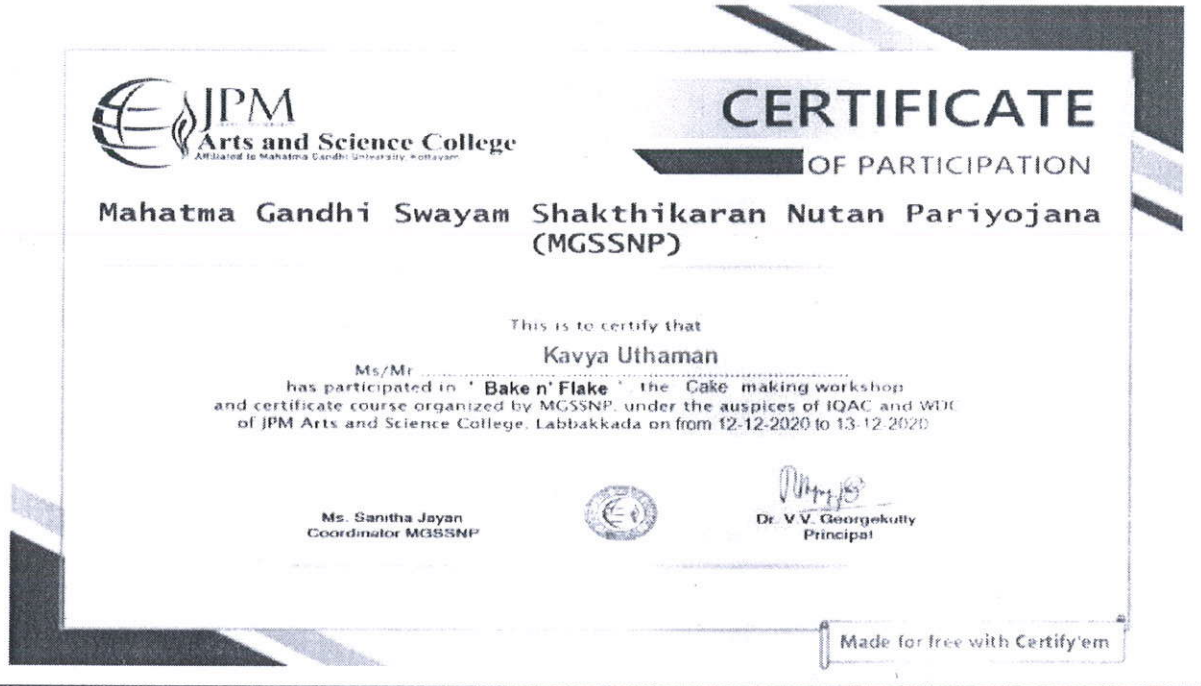 JPM
Arts and Science College
Affiliated to Mahatma Gandhi University, Kottayam
CERTIFICATE
OF PARTICIPATION
Mahatma Gandhi Swayam Shakthikaran Nutan Pariyojana
(MGSSNP)
This is to certify that
Kavya Uthaman
Ms/Mr
has participated in ' Bake n' Flake ' the Cake making workshop
and certificate course organized by MGSSNP, under the auspices of IQAC and WDC
of JPM Arts and Science College, Labbakkada on from 12-12-2020 to 13-12-2020
Ms. Sanitha Jayan
Coordinator MGSSNP
Dr. V.V. Georgekutty
Principal
Made for free with Certify'em